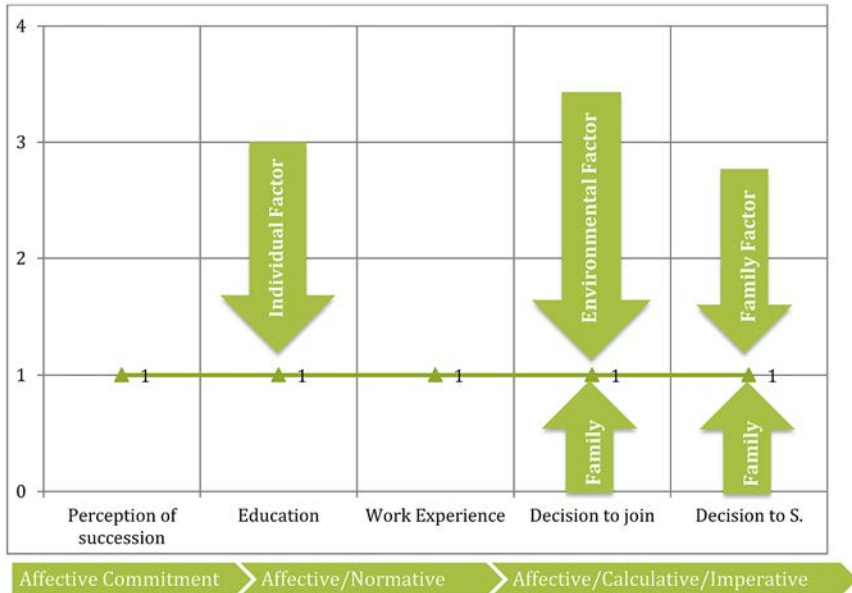 4
3
2
1
0
Individual Factor
Environmental Factor
Family Factor
1
1
1
1
1
Family
Family
Perception of
succession
Education
Work Experience
Decision to join
Decision to S.
Affective Commitment
Affective/Normative
Affective/Calculative/Imperative